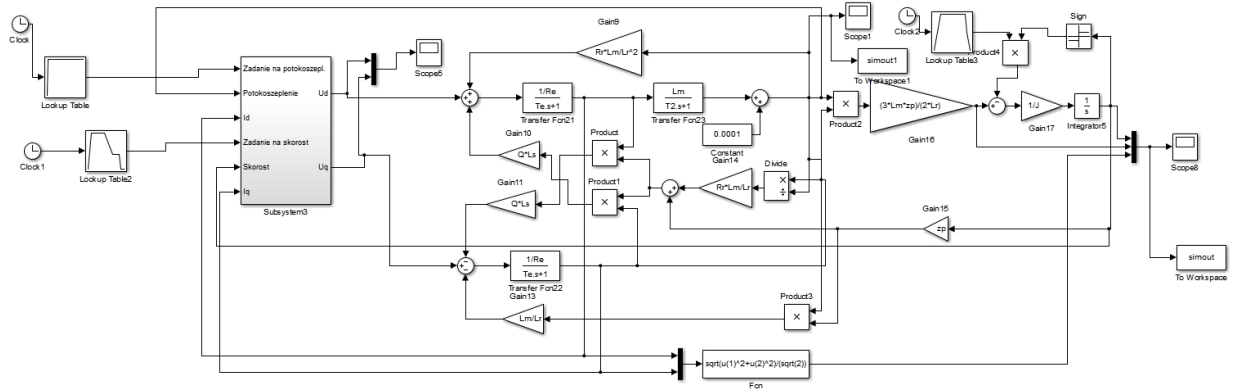 Clock
Lookup Table
Clock1
Lookup Table2
Zadanie na potokoszepl.
Potokoszeplenie
Id
Zadanie na skorost
Skorost
Iq
Ud
Uq
Subsystem3
Scope5
Gain9
Rr*Lm/Lr^2
1/Re
Te.s+1
Transfer Fcn21
Lm
T2.s+1
Transfer Fcn23
Gain10
Q*Ls
Product
0.0001
Constant
Gain14
Rr*Lm/Lr
Divide
×
÷
Gain11
Q*Ls
Product1
1/Re
Te.s+1
Transfer Fcn22
Gain13
Lm/Lr
Product3
sqrt(u(1)^2+u(2)^2)/(sqrt(2))
Fcn
Scope1
simout1
To Workspace1
Clock2
Lookup Table3
Product4
Sign
Product2
(3*Lm*zp)/(2*Lr)
Gain16
1/J
Gain17
1
s
Integrator5
Gain15
zp
Scope8
simout
To Workspace